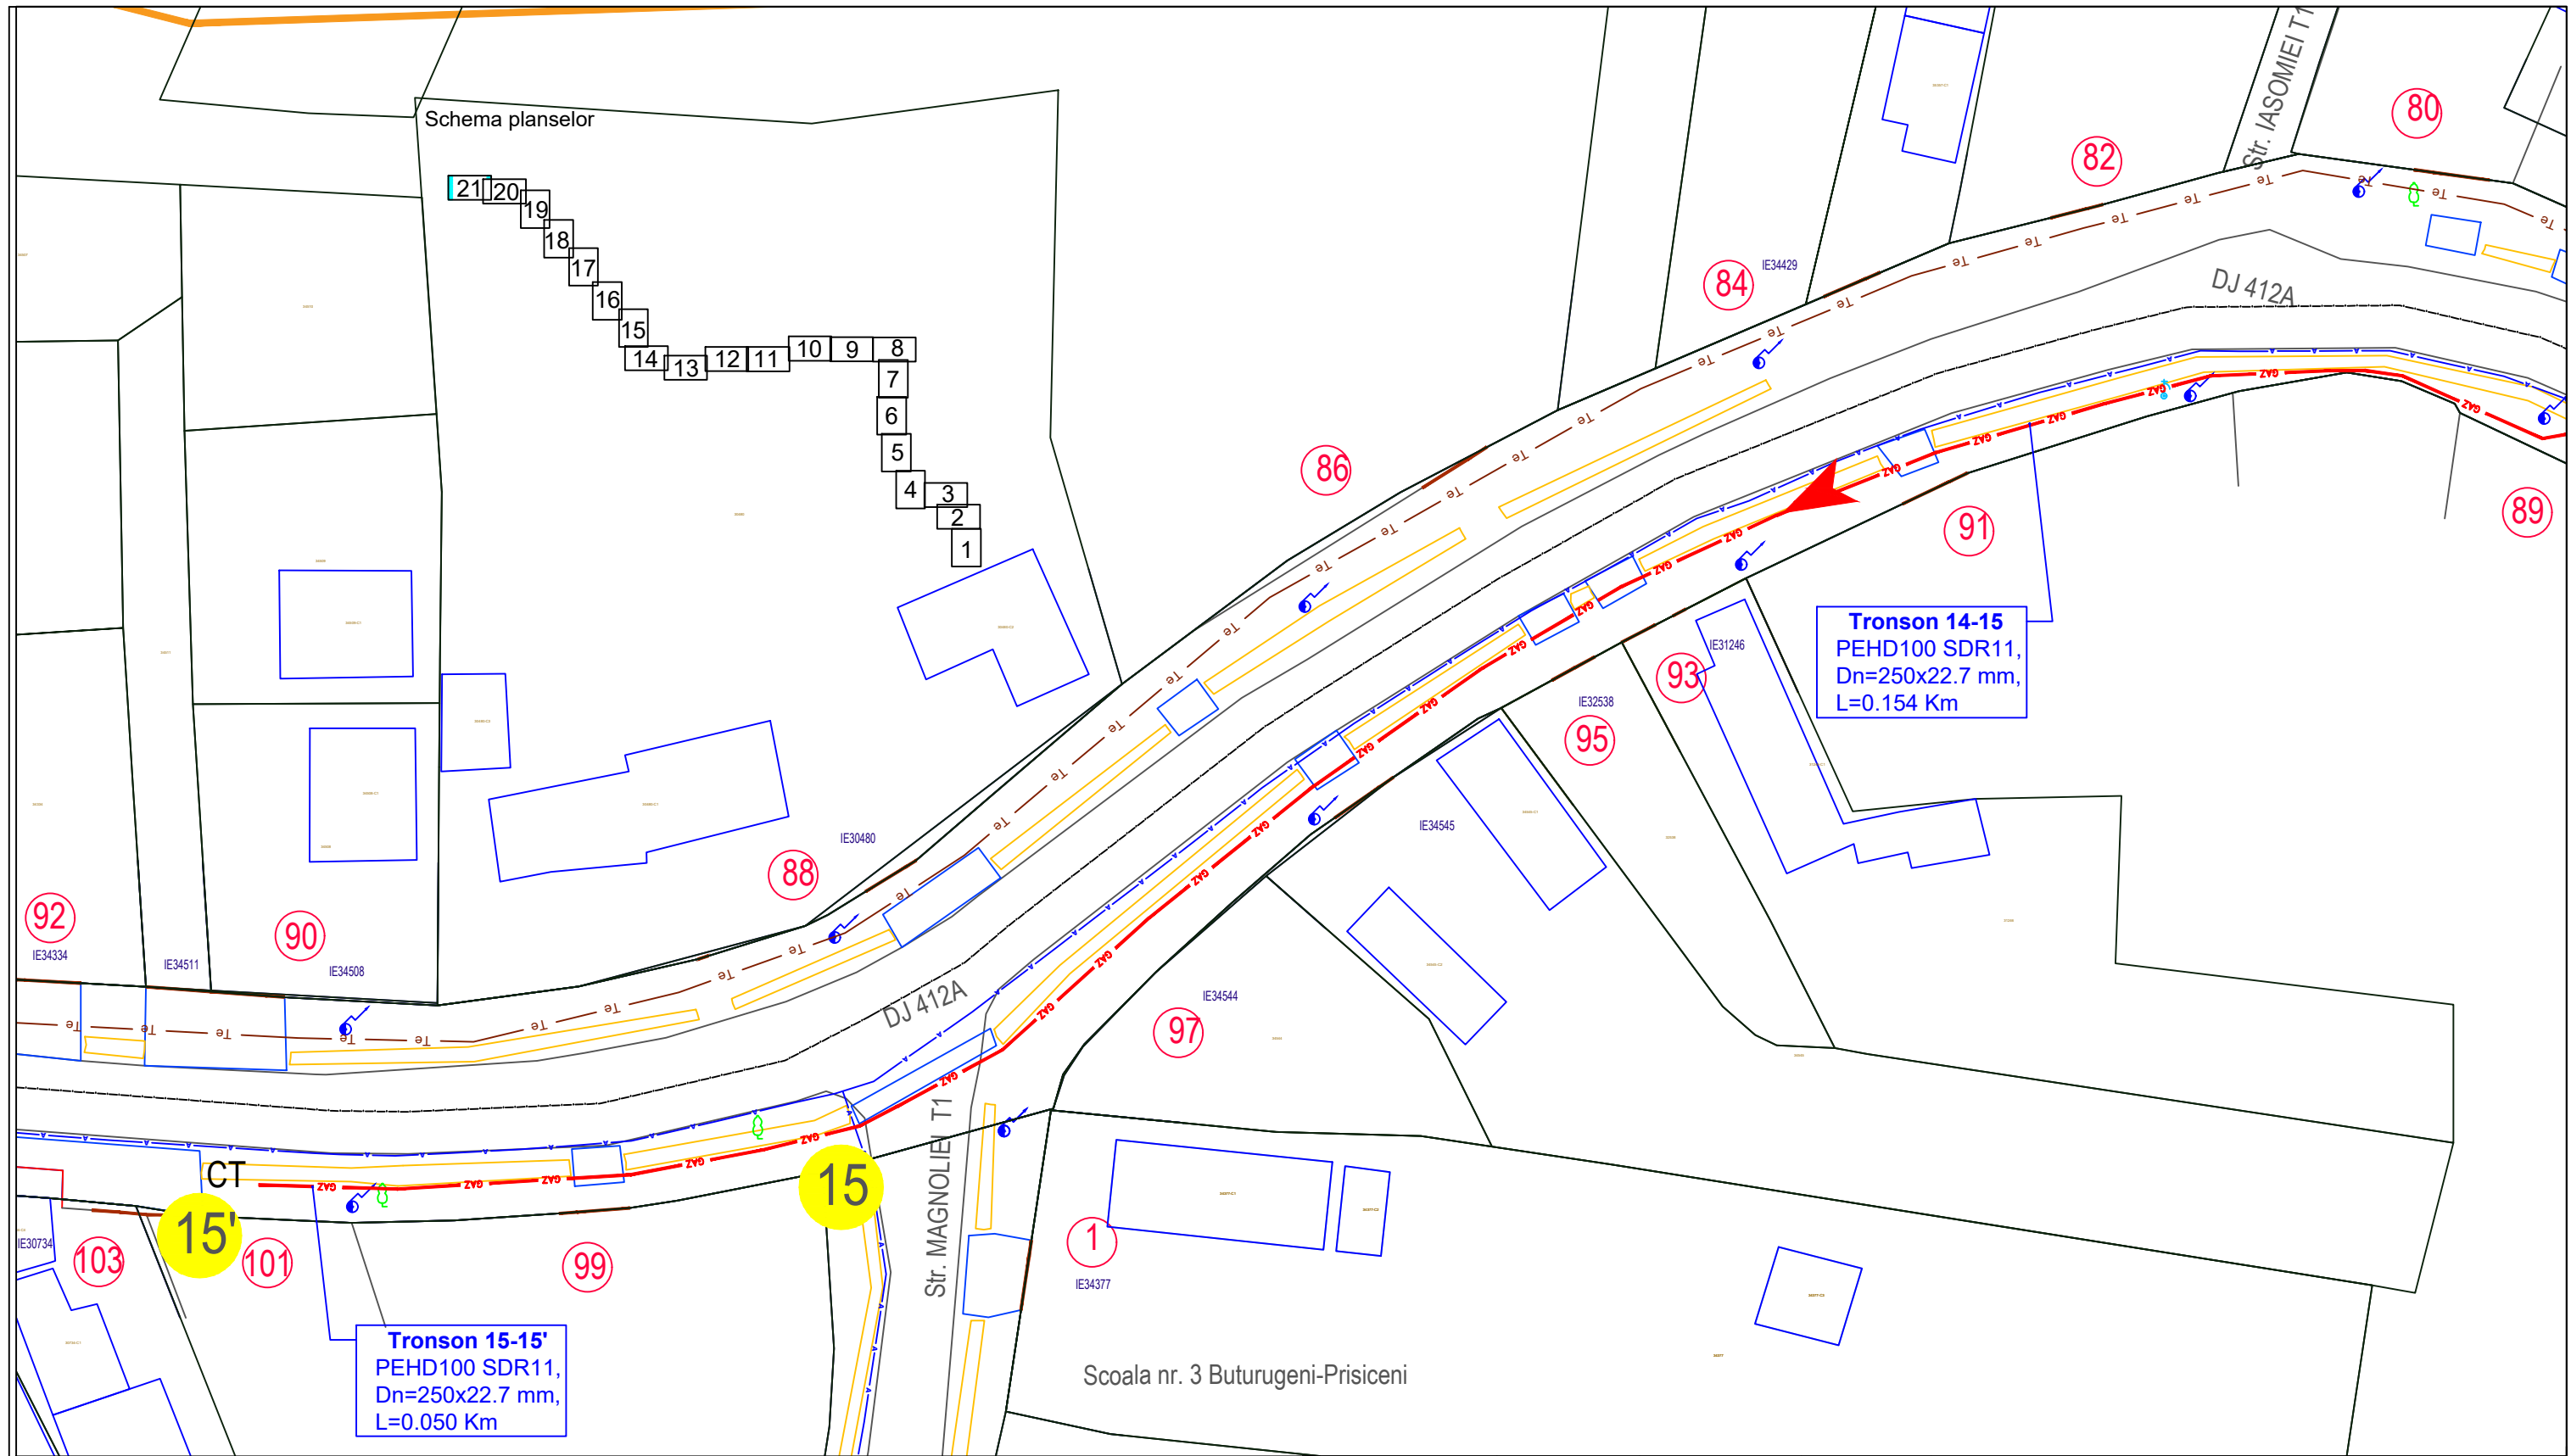 Schema planselor
21
20
19
18
17
16
15
14
13
12
11
10
9
8
7
6
5
4
3
2
1
Str. IASOMIEI T1
80
82
84
IE34429
DJ 412A
86
89
91
Tronson 14-15
PEHD100 SDR11,
Dn=250x22.7 mm,
L=0.154 Km
IE31246
93
IE32538
95
IE34545
IE30480
88
92
IE34334
IE34511
90
IE34508
DJ 412A
IE34544
97
CT
15'
15
Str. MAGNOLIEI T1
IE30734
103
101
99
1
IE34377
Tronson 15-15'
PEHD100 SDR11,
Dn=250x22.7 mm,
L=0.050 Km
Scoala nr. 3 Buturugeni-Prisiceni
Te
GAZ
A